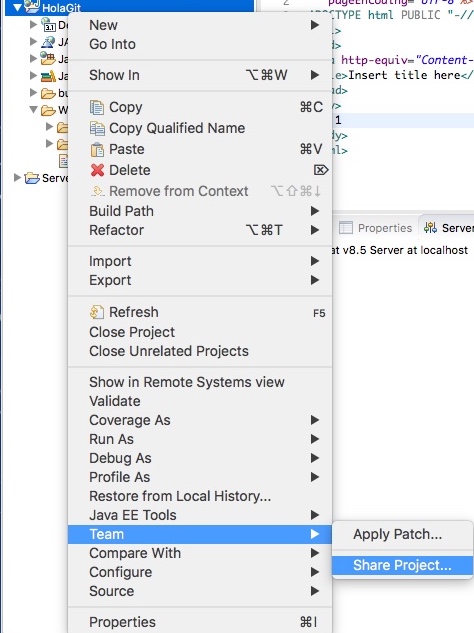 HolaGit
De
JA
Ja
Ja
bu
W
Serve
2 pageEncoding="UTF-8"%>
DOCTYPE html PUBLIC "-//
a http-equiv="Content-
le>Insert title here</
ad>
y>
1
dy>
ml>
Properties Server
at v8.5 Server at localhost
New
Go Into
Show In ⌥⌘W
Copy ⌘C
Copy Qualified Name
Paste ⌘V
Delete ⌦
Remove from Context ⌥⇧⌘↓
Build Path
Refactor ⌥⌘T
Import
Export
Refresh F5
Close Project
Close Unrelated Projects
Show in Remote Systems view
Validate
Coverage As
Run As
Debug As
Profile As
Restore from Local History...
Java EE Tools
Team
Compare With
Configure
Source
Properties ⌘I
Apply Patch...
Share Project...